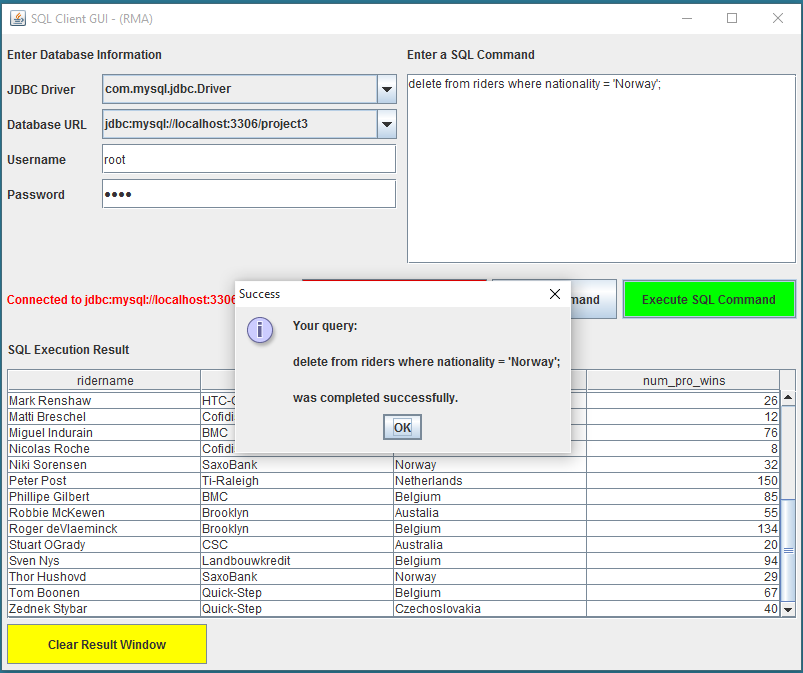 SQL Client GUI - (RMA)
Enter Database Information
Enter a SQL Command
JDBC Driver
com.mysql.jdbc.Driver
delete from riders where nationality = 'Norway';
Database URL
jdbc:mysql://localhost:3306/project3
Username
root
Password
••••
Connected to jdbc:mysql://localhost:3306
mand
Execute SQL Command
Success
Your query:
delete from riders where nationality = 'Norway';
was completed successfully.
OK
SQL Execution Result
ridername num_pro_wins
Mark Renshaw HTC-C 26
Matti Breschel Cofidi 12
Miguel Indurain BMC 76
Nicolas Roche Cofidi 8
Niki Sorensen SaxoBank Norway 32
Peter Post Ti-Raleigh Netherlands 150
Phillipe Gilbert BMC Belgium 85
Robbie McKewen Brooklyn Austalia 55
Roger deVlaeminck Brooklyn Belgium 134
Stuart OGrady CSC Australia 20
Sven Nys Landbouwkredit Belgium 94
Thor Hushovd SaxoBank Norway 29
Tom Boonen Quick-Step Belgium 67
Zednek Stybar Quick-Step Czechoslovakia 40
Clear Result Window